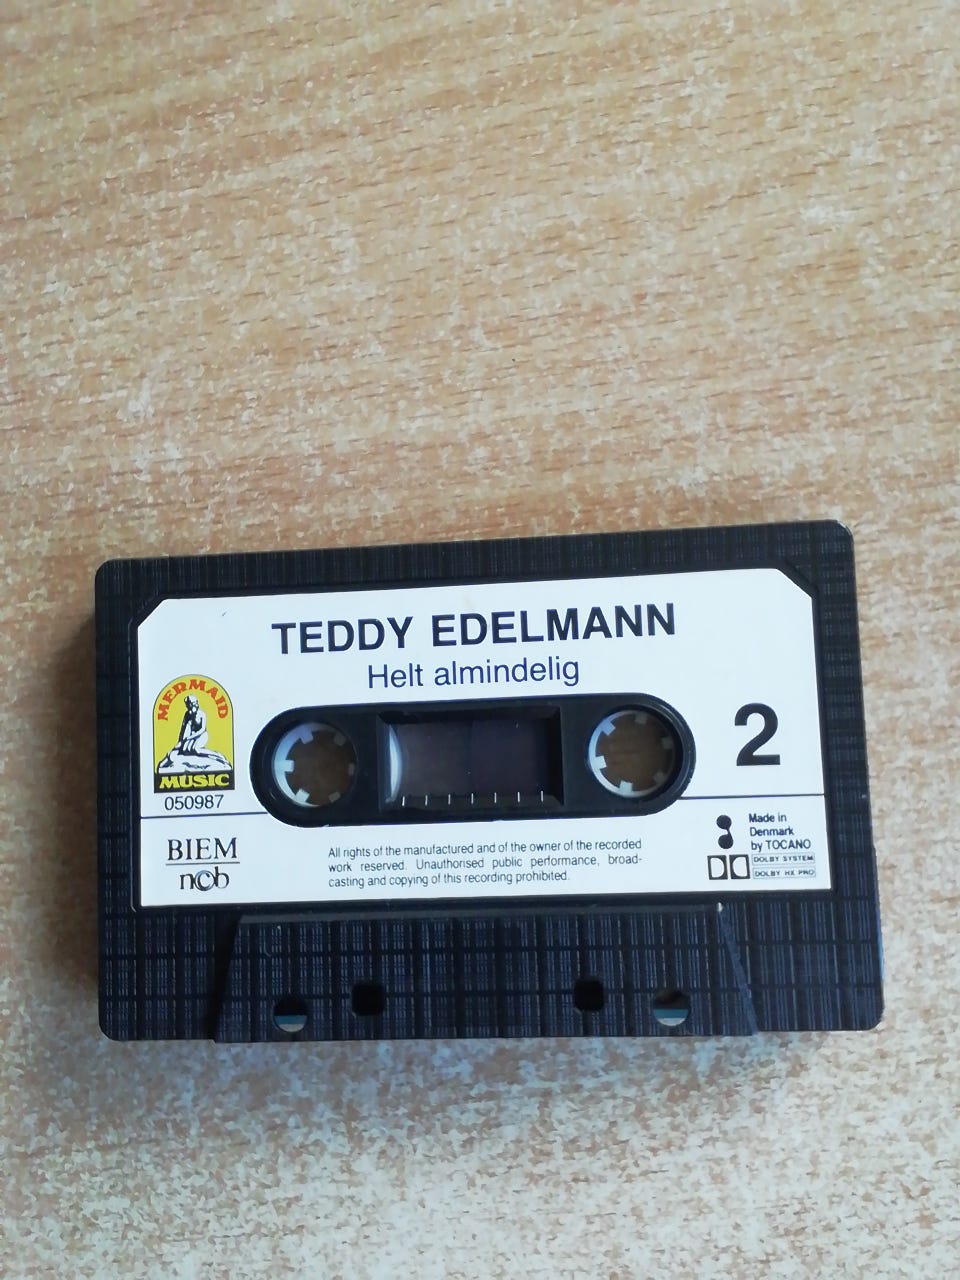 TEDDY EDELMANN
Helt almindelig
MERMAID
MUSIC
050987
2
BIEM
ncb
All rights of the manufactured and of the owner of the recorded
work reserved. Unauthorised public performance, broad-
casting and copying of this recording prohibited.
Made in
Denmark
by TOCANO
DOLBY SYSTEM
DOLBY HX PRO